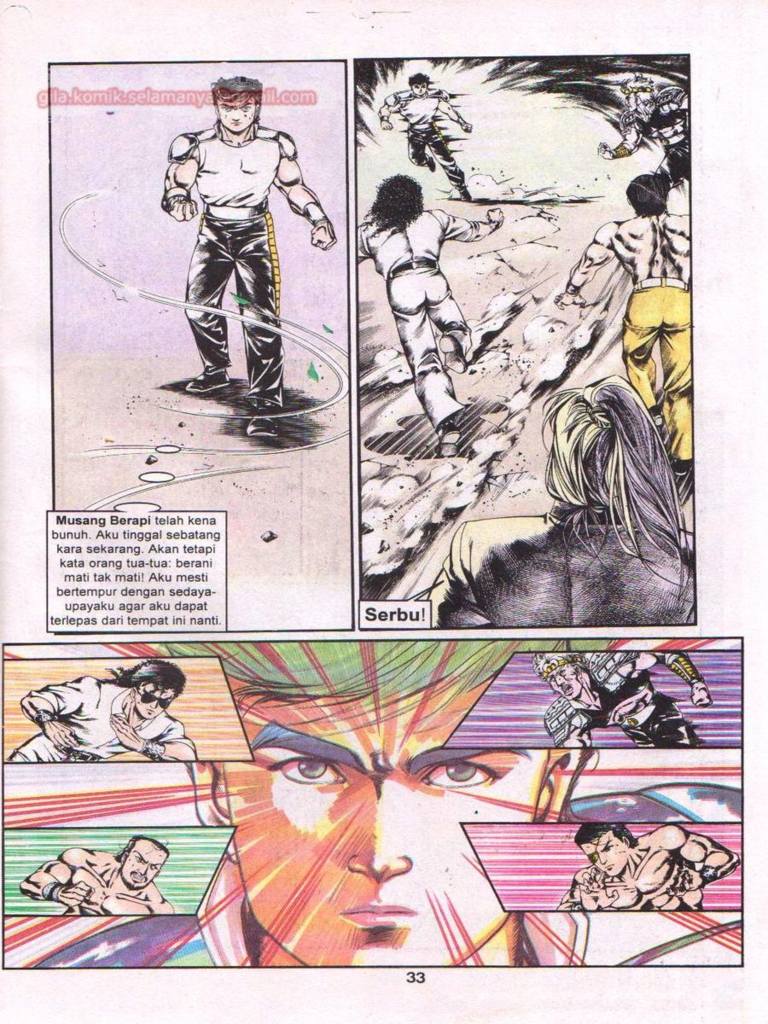 gila.komik.selamanya@gmail.com
Musang Berapi telah kena
bunuh. Aku tinggal sebatang
kara sekarang. Akan tetapi
kata orang tua-tua: berani
mati tak mati! Aku mesti
bertempur dengan sedaya-
upayaku agar aku dapat
terlepas dari tempat ini nanti.
Serbu!
33